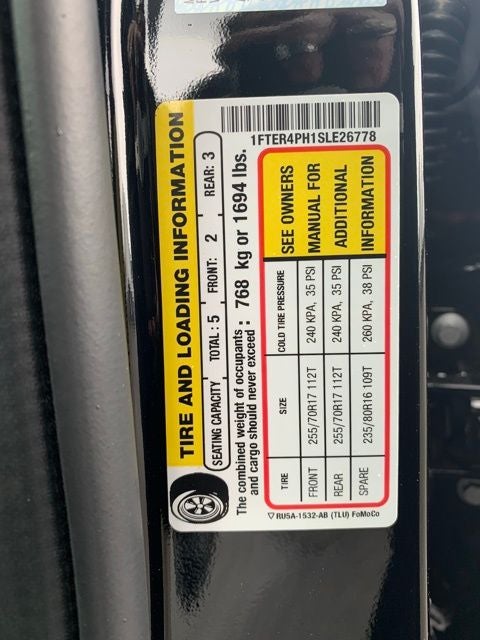 1FTER4PH1SLE26778
TIRE AND LOADING INFORMATION
SEATING CAPACITY TOTAL : 5 FRONT: 2 REAR: 3
The combined weight of occupants : 768 kg or 1694 lbs.
and cargo should never exceed :
TIRE SIZE COLD TIRE PRESSURE SEE OWNERS
FRONT 255/70R17 112T 240 KPA, 35 PSI MANUAL FOR
REAR 255/70R17 112T 240 KPA, 35 PSI ADDITIONAL
SPARE 235/80R16 109T 260 KPA, 38 PSI INFORMATION
RU5A-1532-AB (TLU) FoMoCo